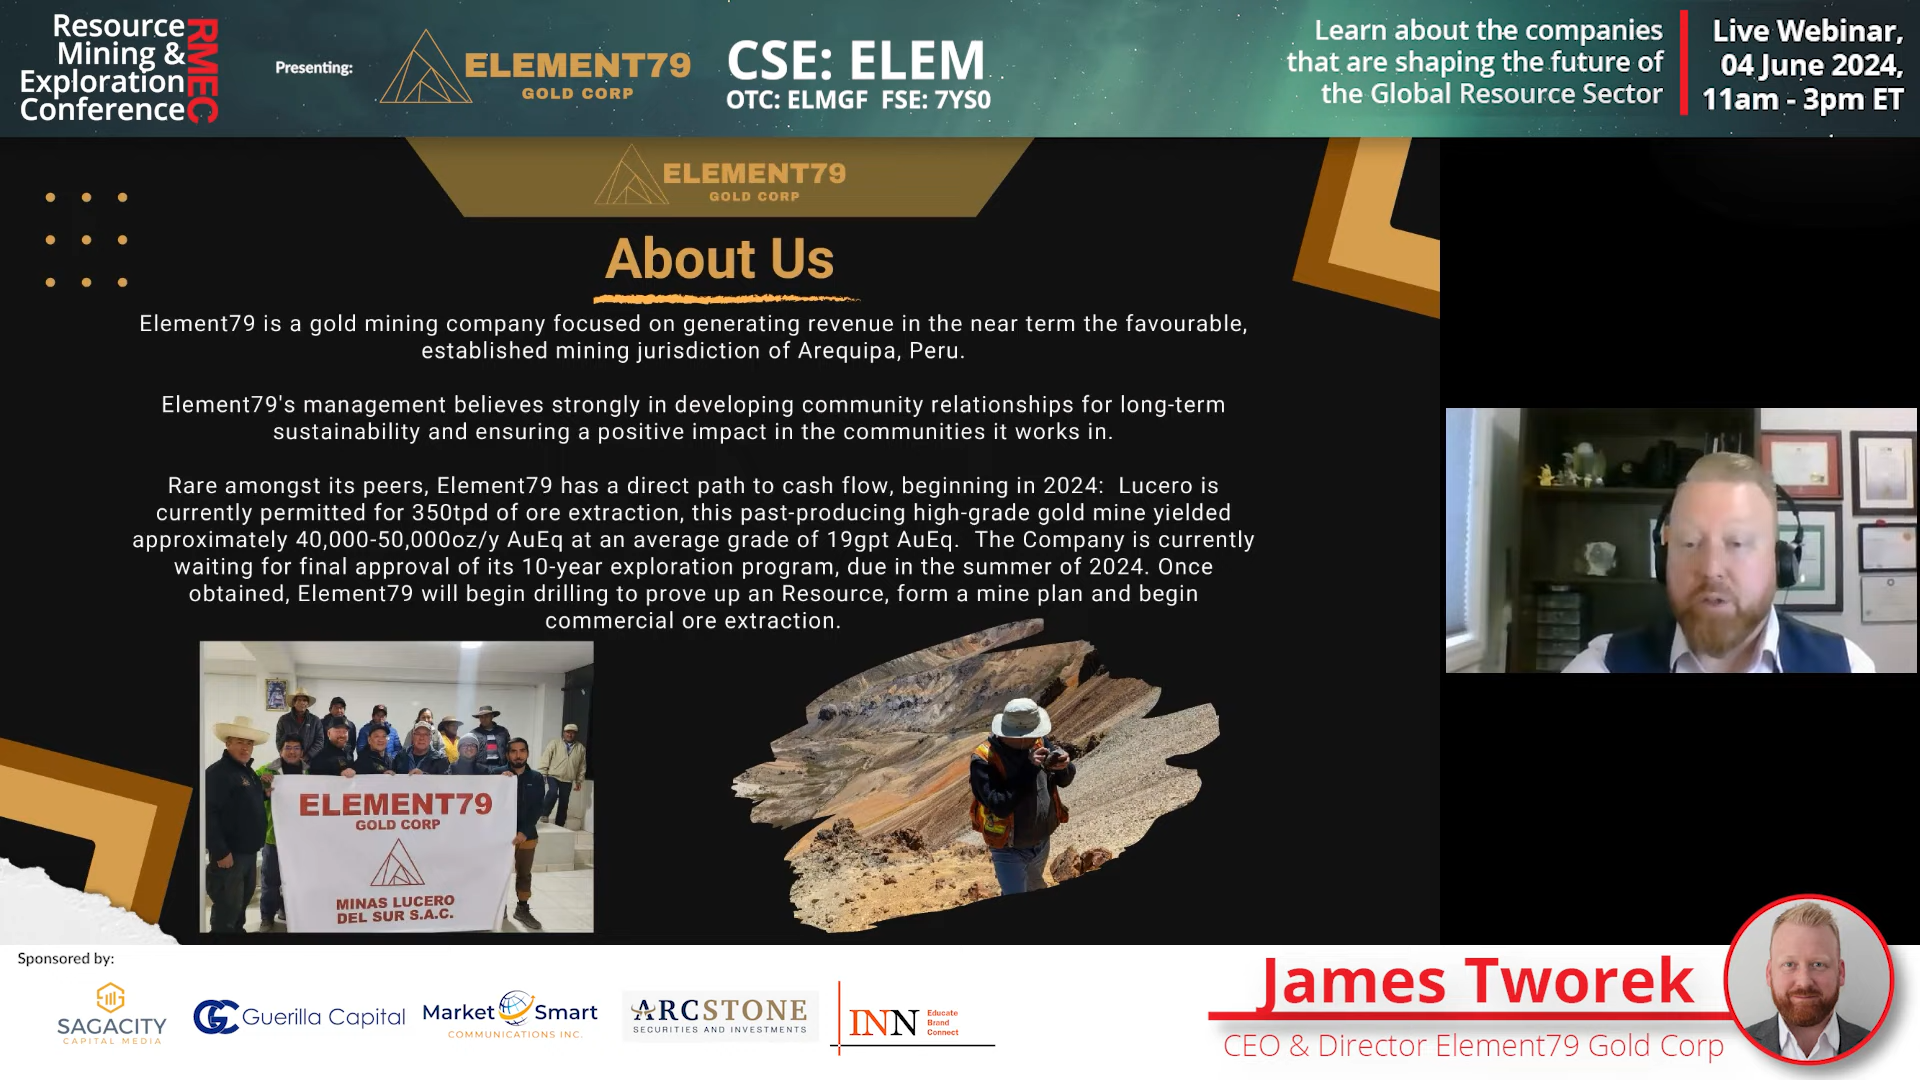 Resource
Mining &
Exploration
Conference
RMEC
Presenting:
ELEMENT79
GOLD CORP
CSE: ELEM
OTC: ELMGF FSE: 7YS0
Learn about the companies
that are shaping the future of
the Global Resource Sector
Live Webinar,
04 June 2024,
11am - 3pm ET
ELEMENT79
GOLD CORP
About Us
Element79 is a gold mining company focused on generating revenue in the near term the favourable,
established mining jurisdiction of Arequipa, Peru.
Element79's management believes strongly in developing community relationships for long-term
sustainability and ensuring a positive impact in the communities it works in.
Rare amongst its peers, Element79 has a direct path to cash flow, beginning in 2024: Lucero is
currently permitted for 350tpd of ore extraction, this past-producing high-grade gold mine yielded
approximately 40,000-50,000oz/y AuEq at an average grade of 19gpt AuEq. The Company is currently
waiting for final approval of its 10-year exploration program, due in the summer of 2024. Once
obtained, Element79 will begin drilling to prove up an Resource, form a mine plan and begin
commercial ore extraction.
ELEMENT79
GOLD CORP
MINAS LUCERO
DEL SUR S.A.C.
Sponsored by:
SAGACITY
CAPITAL MEDIA
GC Guerilla Capital
Market Smart
COMMUNICATIONS INC.
ARCSTONE
SECURITIES AND INVESTMENTS
INN
Educate
Brand
Connect
James Tworek
CEO & Director Element79 Gold Corp